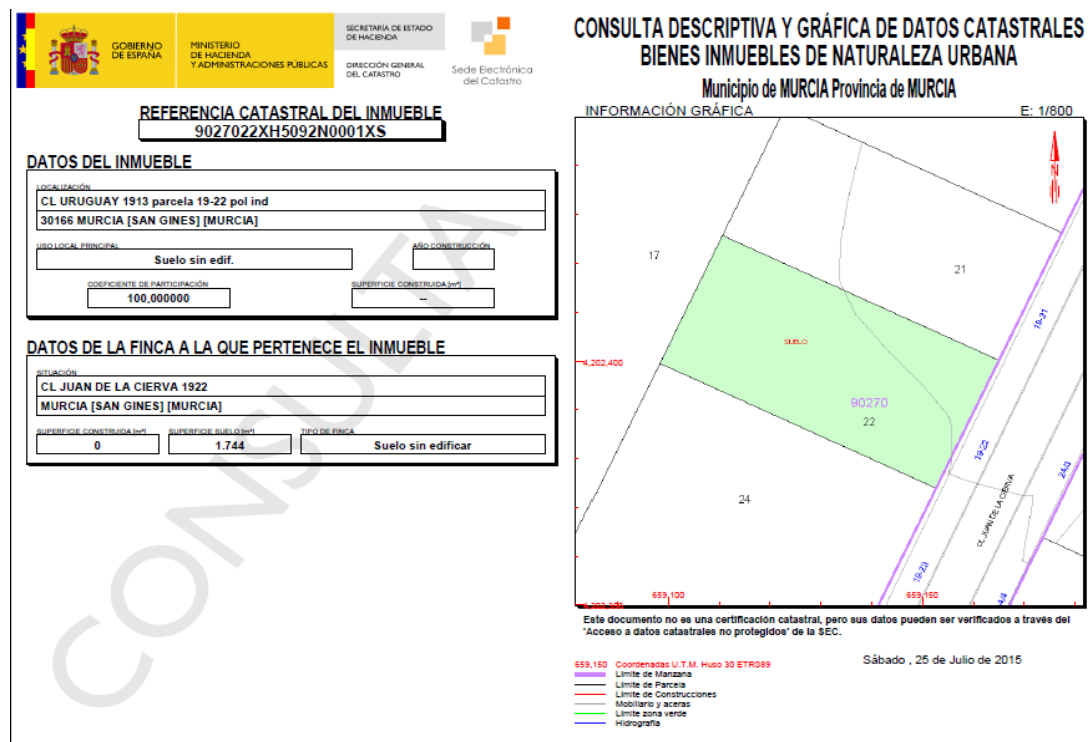 GOBIERNO
DE ESPAÑA
MINISTERIO
DE HACIENDA
Y ADMINISTRACIONES PÚBLICAS
SECRETARÍA DE ESTADO
DE HACIENDA
DIRECCIÓN GENERAL
DEL CATASTRO
Sede Electrónica
del Catastro
REFERENCIA CATASTRAL DEL INMUEBLE
9027022XH5092N0001XS
DATOS DEL INMUEBLE
LOCALIZACIÓN
CL URUGUAY 1913 parcela 19-22 pol ind
30166 MURCIA [SAN GINES] [MURCIA]
USO LOCAL PRINCIPAL
Suelo sin edif.
AÑO CONSTRUCCIÓN
COEFICIENTE DE PARTICIPACIÓN
100,000000
SUPERFICIE CONSTRUIDA [m²]
--
DATOS DE LA FINCA A LA QUE PERTENECE EL INMUEBLE
SITUACIÓN
CL JUAN DE LA CIERVA 1922
MURCIA [SAN GINES] [MURCIA]
SUPERFICIE CONSTRUIDA [m²]
0
SUPERFICIE SUELO [m²]
1.744
TIPO DE FINCA
Suelo sin edificar
CONSULTA
CONSULTA DESCRIPTIVA Y GRÁFICA DE DATOS CATASTRALES
BIENES INMUEBLES DE NATURALEZA URBANA
Municipio de MURCIA Provincia de MURCIA
INFORMACIÓN GRÁFICA
E: 1/800
17
21
19-21
SUELO
4,202,400
90270
22
19-22
24/3
24
CL JUAN DE LA CIERVA
19-23
659,100
659,150
Este documento no es una certificación catastral, pero sus datos pueden ser verificados a través del
"Acceso a datos catastrales no protegidos" de la SEC.
659,150 Coordenadas U.T.M. Huso 30 ETRS89
Límite de Manzana
Límite de Parcela
Límite de Construcciones
Mobiliario y aceras
Límite zona verde
Hidrografía
Sábado , 25 de Julio de 2015